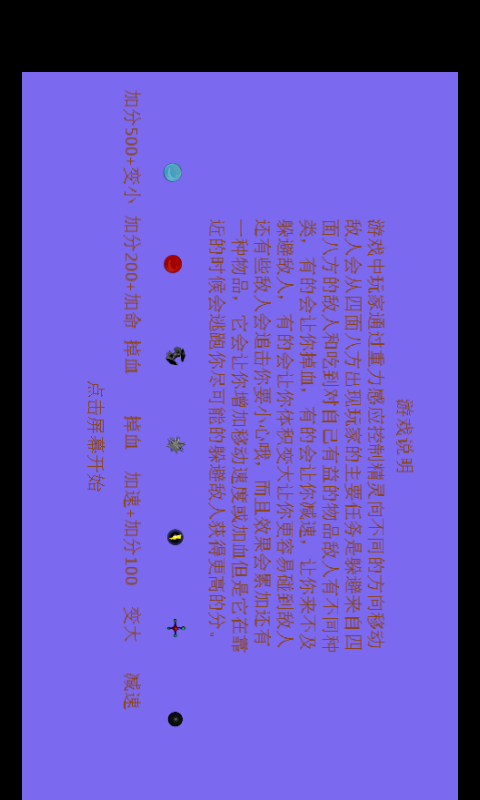 游戏说明
游戏中玩家通过重力感应控制精灵向不同的方向移动
敌人会从四面八方出现玩家的主要任务是躲避来自四
面八方的敌人和吃到对自己有益的物品敌人有不同种
类，有的会让你掉血，有的会让你减速，让你来不及
躲避敌人，有的会让你体积变大让你更容易碰到敌人
还有些敌人会追击你要小心哦，而且效果会累加还有
一种物品，它会让你增加移动速度或加血但是它在靠
近的时候会逃跑你尽可能的躲避敌人获得更高的分。
加分500+变小 加分200+加命 掉血 掉血 加速+加分100 变大 减速
点击屏幕开始